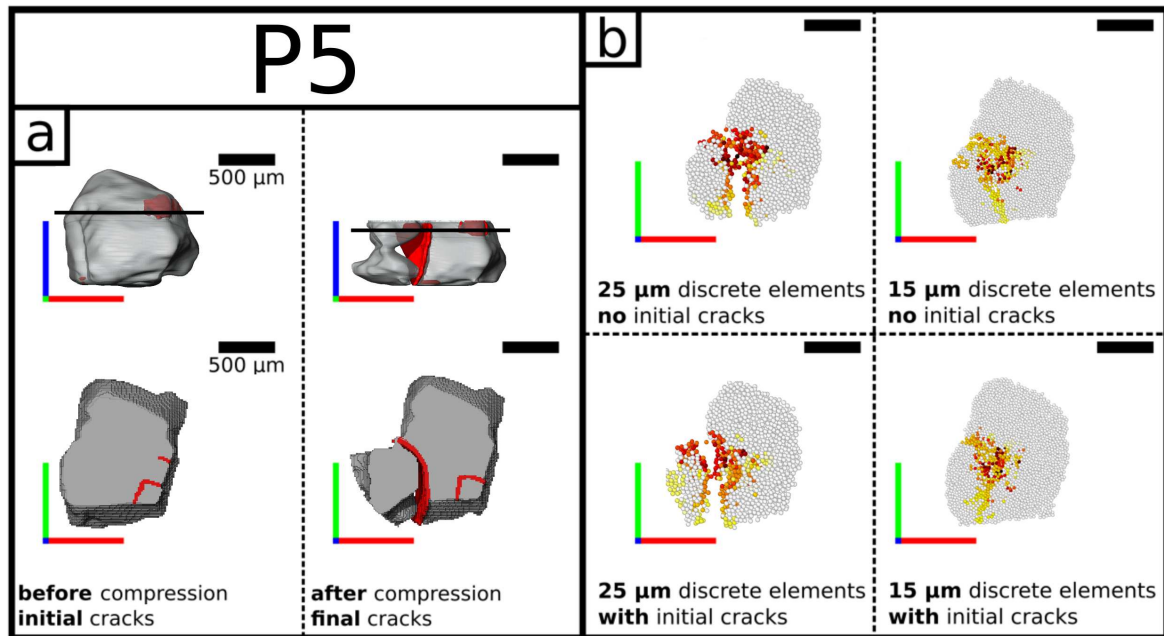 P5
a
500 µm
500 µm
before compression
initial cracks
after compression
final cracks
b
25 µm discrete elements
no initial cracks
15 µm discrete elements
no initial cracks
25 µm discrete elements
with initial cracks
15 µm discrete elements
with initial cracks